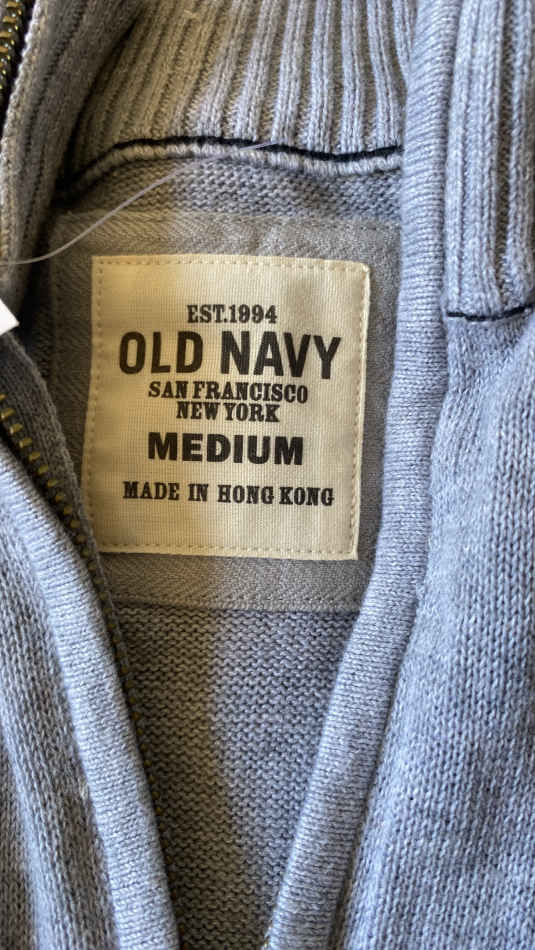 EST.1994
OLD NAVY
SAN FRANCISCO
NEW YORK
MEDIUM
MADE IN HONG KONG